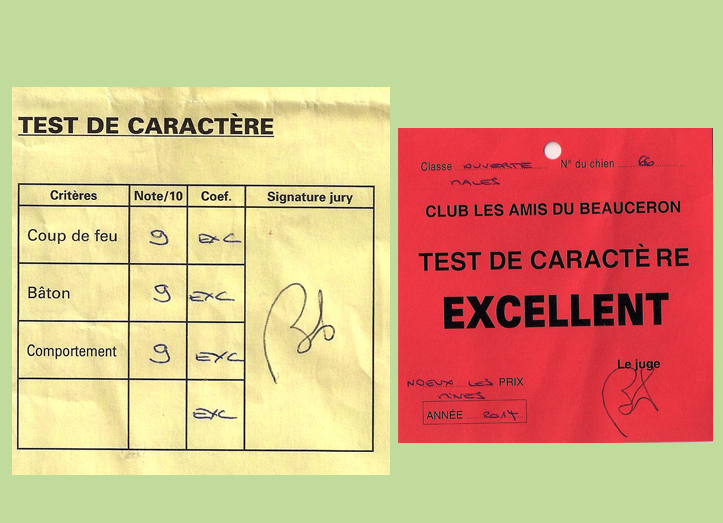 TEST DE CARACTÈRE
Critères Note/10 Coef. Signature jury
Coup de feu 9 EXC
Bâton 9 EXC
Comportement 9 EXC
EXC
Classe OUVERTE N° du chien 66
MALES
CLUB LES AMIS DU BEAUCERON
TEST DE CARACTÈRE
EXCELLENT
Le juge
NOEUX LES PRIX
MINES
ANNÉE 2014